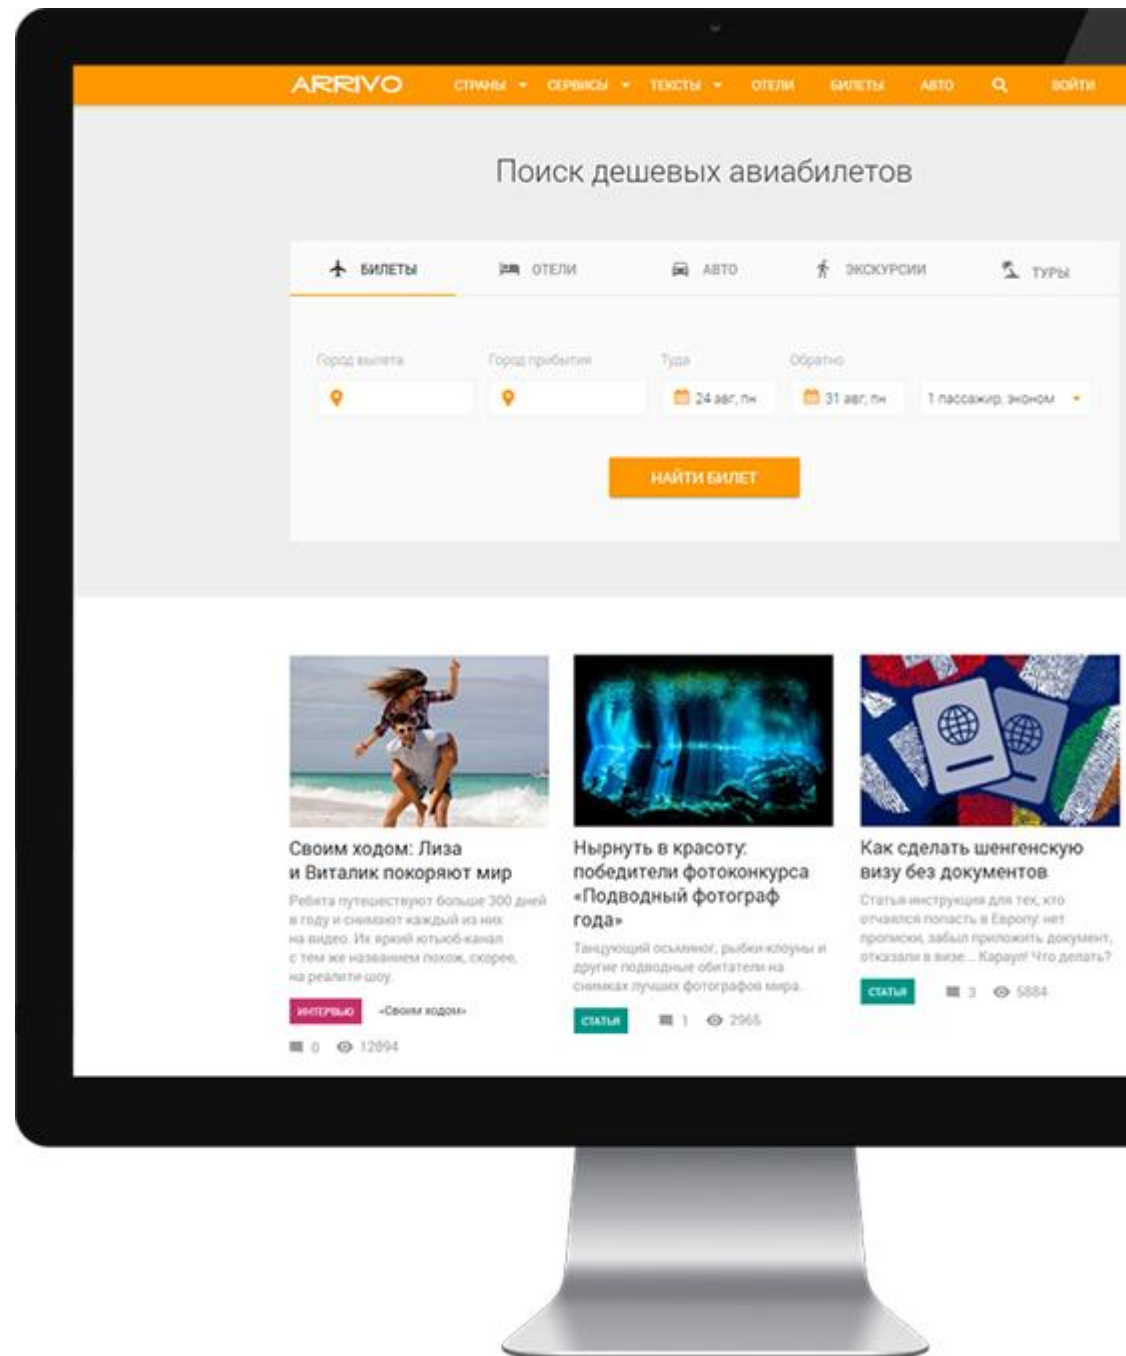 ARRIVO СТРАНЫ СЕРВИСЫ ТЕКСТЫ ОТЕЛИ БИЛЕТЫ АВТО ВОЙТИ
Поиск дешевых авиабилетов
БИЛЕТЫ ОТЕЛИ АВТО ЭКСКУРСИИ ТУРЫ
Город вылета Город прибытия Туда Обратно
24 авг, пн 31 авг, пн 1 пассажир, эконом
НАЙТИ БИЛЕТ
Своим ходом: Лиза
и Виталик покоряют мир
Ребята путешествуют больше 300 дней
в году и снимают каждый из них
на видео. Их яркий ютьюб-канал
с тем же названием похож, скорее,
на реалити-шоу.
ИНТЕРВЬЮ «Своим ходом»
0 12894
Нырнуть в красоту:
победители фотоконкурса
«Подводный фотограф
года»
Танцующий осьминог, рыбки-клоуны и
другие подводные обитатели на
снимках лучших фотографов мира.
СТАТЬЯ 1 2965
Как сделать шенгенскую
визу без документов
Статья-инструкция для тех, кто
отчаялся попасть в Европу: нет
прописки, забыл приложить документ,
отказали в визе... Караул! Что делать?
СТАТЬЯ 3 5884